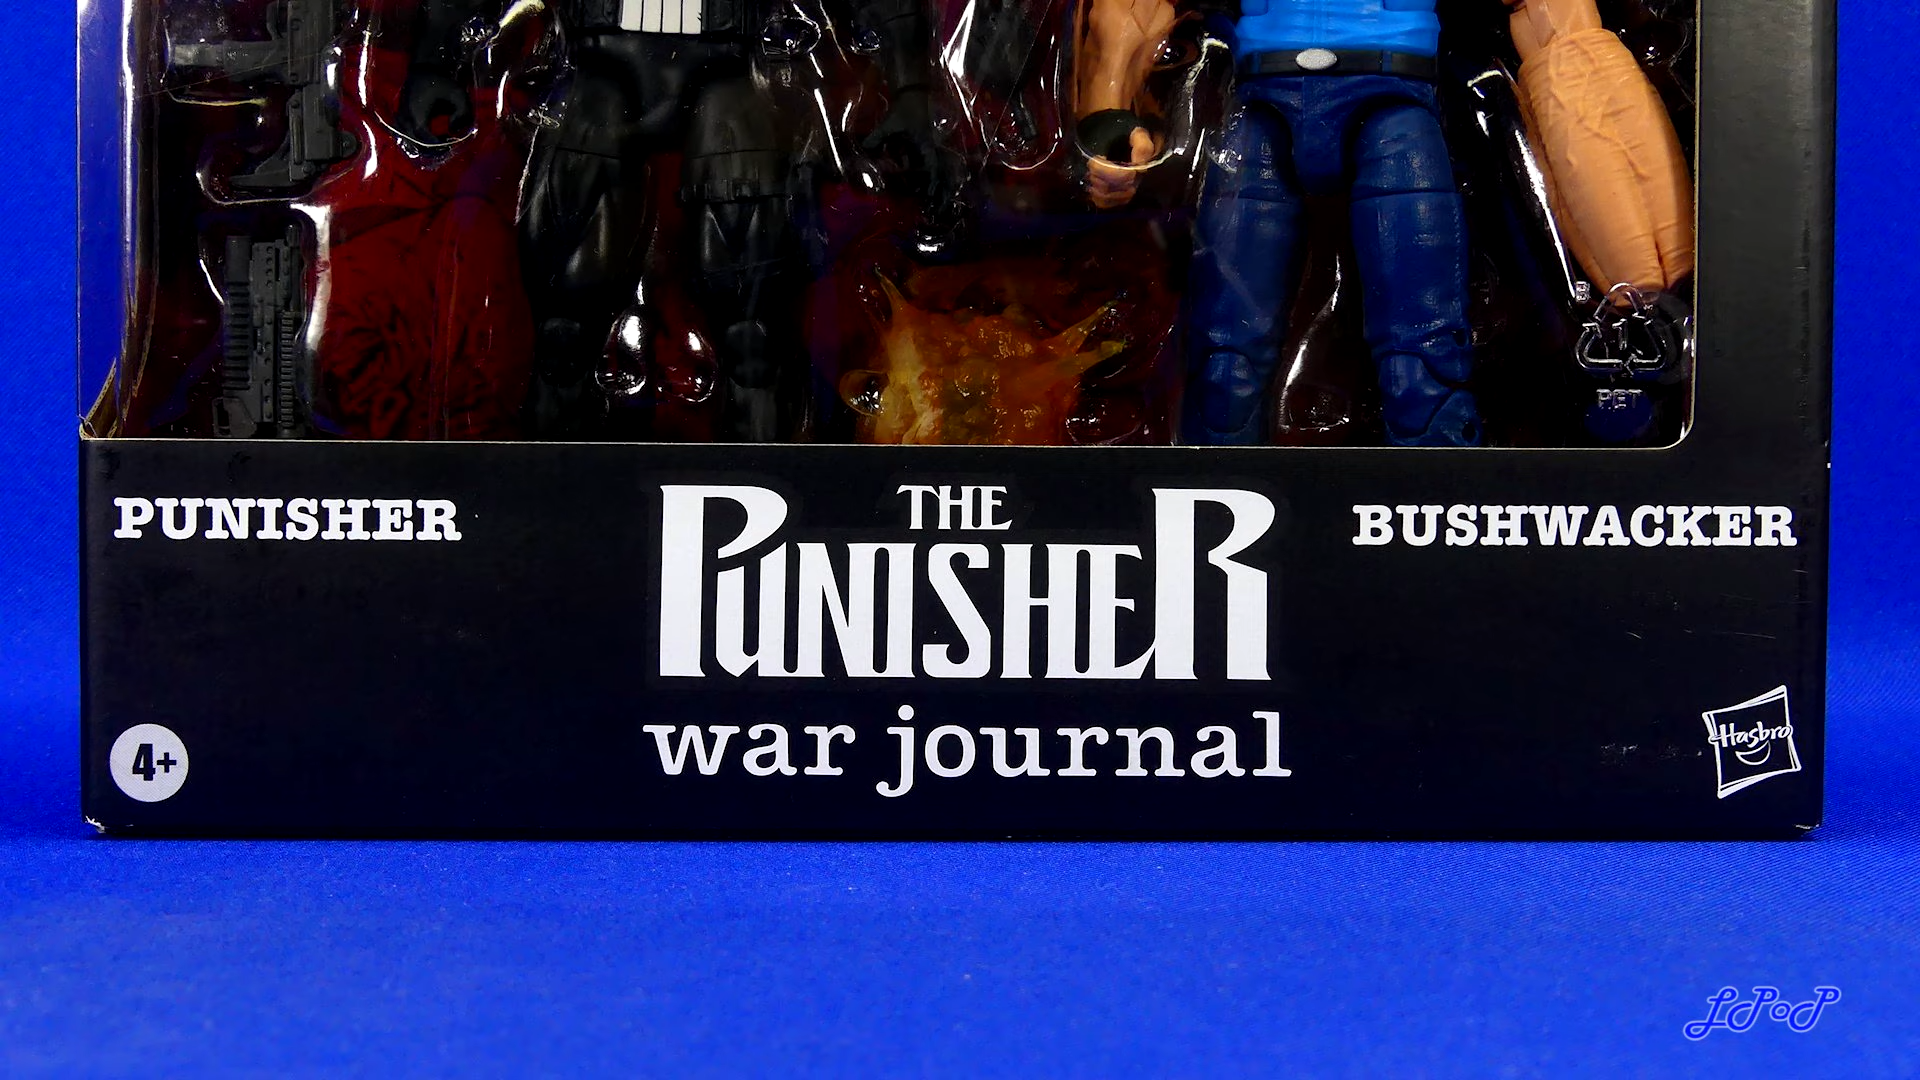 B
PET
PUNISHER
THE
PUNISHER
war journal
BUSHWACKER
4+
Hasbro
LPoP